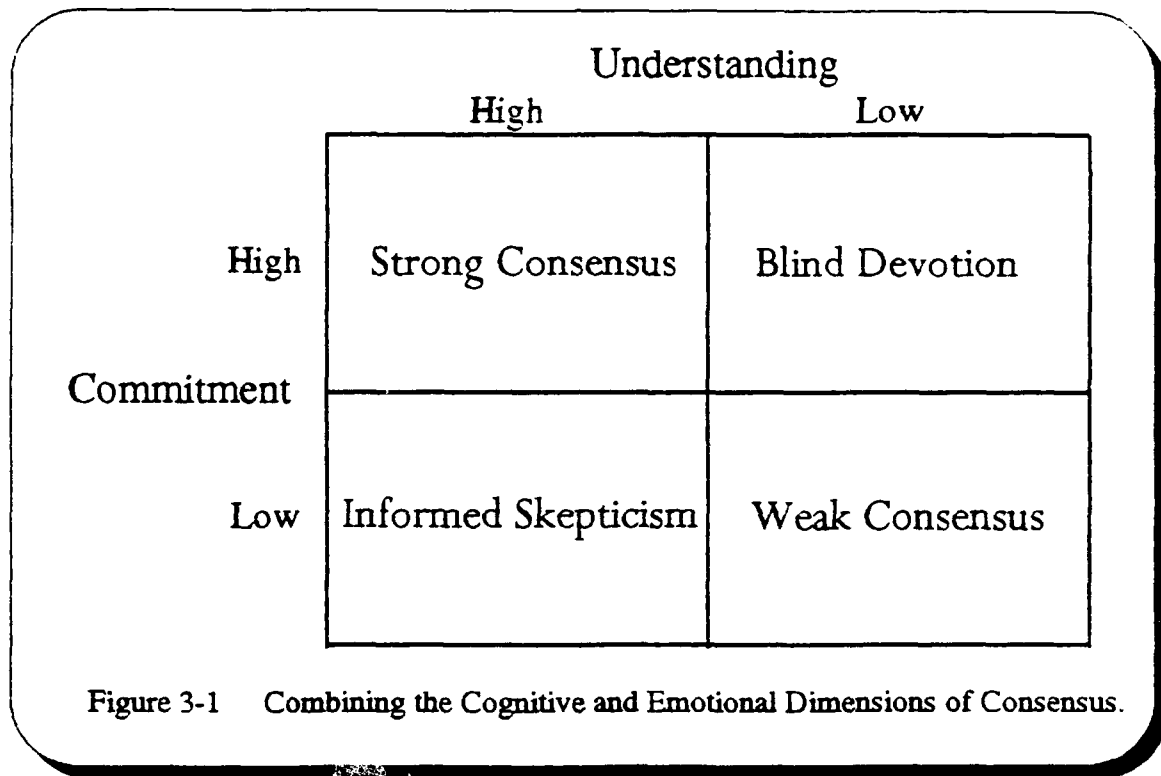 Understanding
High Low
High Strong Consensus Blind Devotion
Commitment
Low Informed Skepticism Weak Consensus
Figure 3-1 Combining the Cognitive and Emotional Dimensions of Consensus.